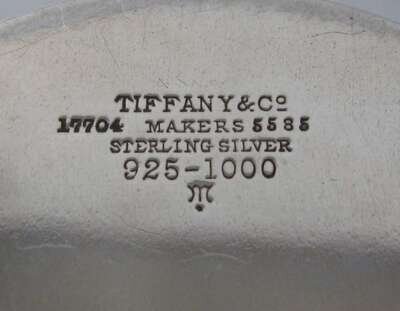 TIFFANY & Cº
17704 MAKERS 5585
STERLING SILVER
925-1000
M